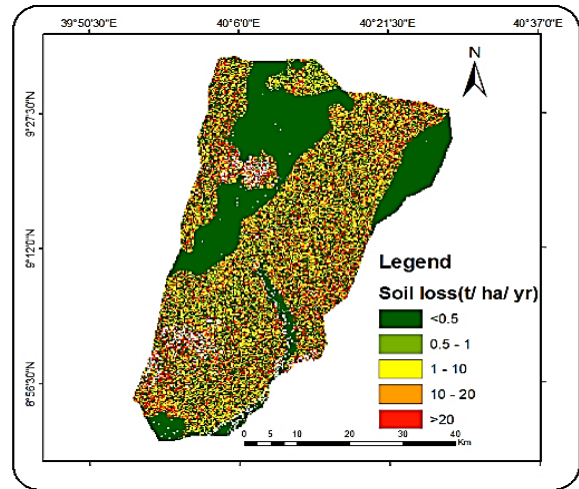 39°50'30"E 40°6'0"E 40°21'30"E 40°37'0"E
N
9°27'30"N
9°12'0"N
8°56'30"N
Legend
Soil loss(t/ ha/ yr)
<0.5
0.5 - 1
1 - 10
10 - 20
>20
0 5 10 20 30 40
Km